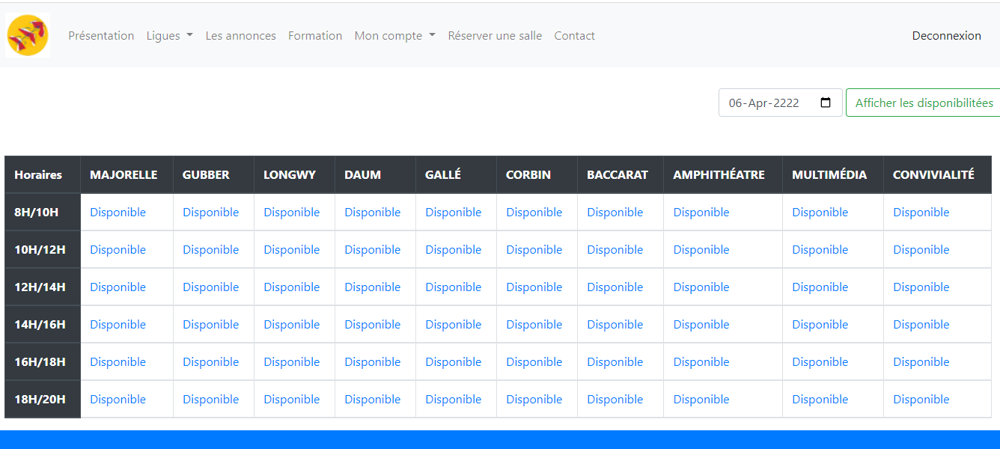 Présentation Ligues Les annonces Formation Mon compte Réserver une salle Contact Deconnexion
06-Apr-2222 Afficher les disponibilitées
Horaires MAJORELLE GUBBER LONGWY DAUM GALLÉ CORBIN BACCARAT AMPHITHÉATRE MULTIMÉDIA CONVIVIALITÉ
8H/10H Disponible Disponible Disponible Disponible Disponible Disponible Disponible Disponible Disponible Disponible
10H/12H Disponible Disponible Disponible Disponible Disponible Disponible Disponible Disponible Disponible Disponible
12H/14H Disponible Disponible Disponible Disponible Disponible Disponible Disponible Disponible Disponible Disponible
14H/16H Disponible Disponible Disponible Disponible Disponible Disponible Disponible Disponible Disponible Disponible
16H/18H Disponible Disponible Disponible Disponible Disponible Disponible Disponible Disponible Disponible Disponible
18H/20H Disponible Disponible Disponible Disponible Disponible Disponible Disponible Disponible Disponible Disponible